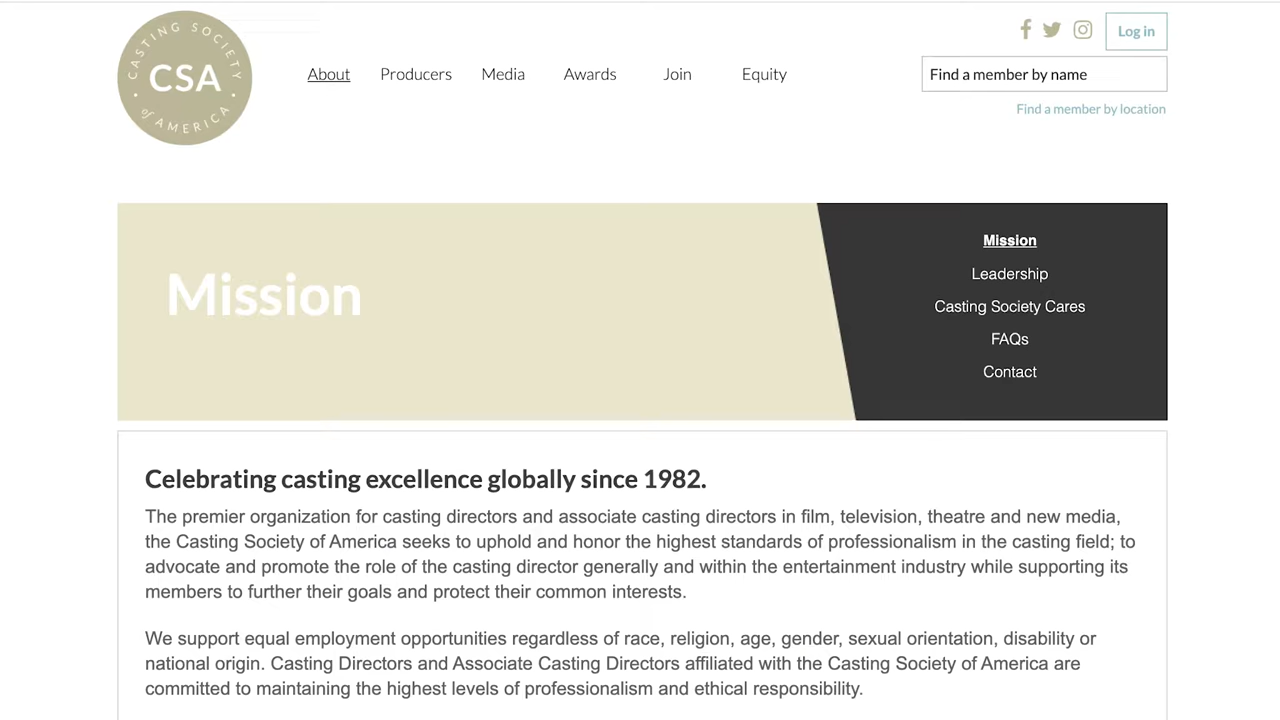 CASTING SOCIETY
CSA
of AMERICA
About Producers Media Awards Join Equity
Log in
Find a member by name
Find a member by location
Mission
Mission
Leadership
Casting Society Cares
FAQs
Contact
Celebrating casting excellence globally since 1982.
The premier organization for casting directors and associate casting directors in film, television, theatre and new media,
the Casting Society of America seeks to uphold and honor the highest standards of professionalism in the casting field; to
advocate and promote the role of the casting director generally and within the entertainment industry while supporting its
members to further their goals and protect their common interests.
We support equal employment opportunities regardless of race, religion, age, gender, sexual orientation, disability or
national origin. Casting Directors and Associate Casting Directors affiliated with the Casting Society of America are
committed to maintaining the highest levels of professionalism and ethical responsibility.